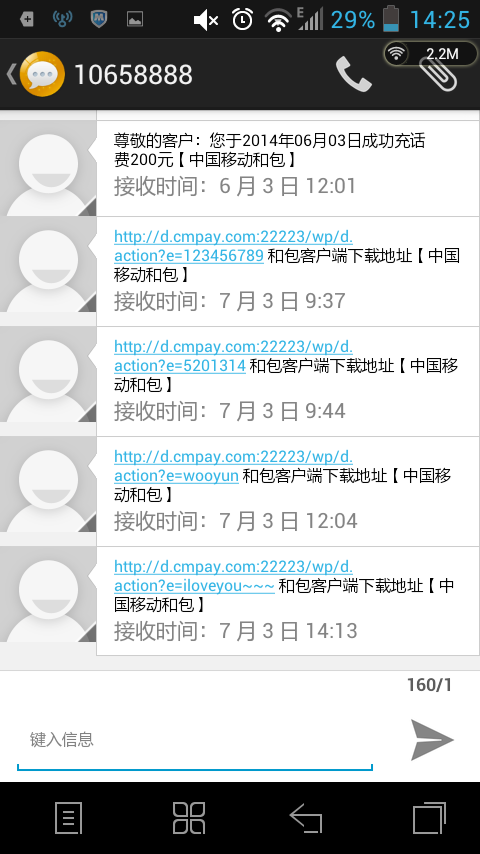 29% 14:25
10658888
2.2M
尊敬的客户：您于2014年06月03日成功充话
费200元【中国移动和包】
接收时间：6月3日 12:01
http://d.cmpay.com:22223/wp/d.
action?e=123456789 和包客户端下载地址【中国
移动和包】
接收时间：7月3日 9:37
http://d.cmpay.com:22223/wp/d.
action?e=5201314 和包客户端下载地址【中国移
动和包】
接收时间：7月3日 9:44
http://d.cmpay.com:22223/wp/d.
action?e=wooyun 和包客户端下载地址【中国移
动和包】
接收时间：7月3日 12:04
http://d.cmpay.com:22223/wp/d.
action?e=iloveyou~~~ 和包客户端下载地址【中
国移动和包】
接收时间：7月3日 14:13
160/1
键入信息